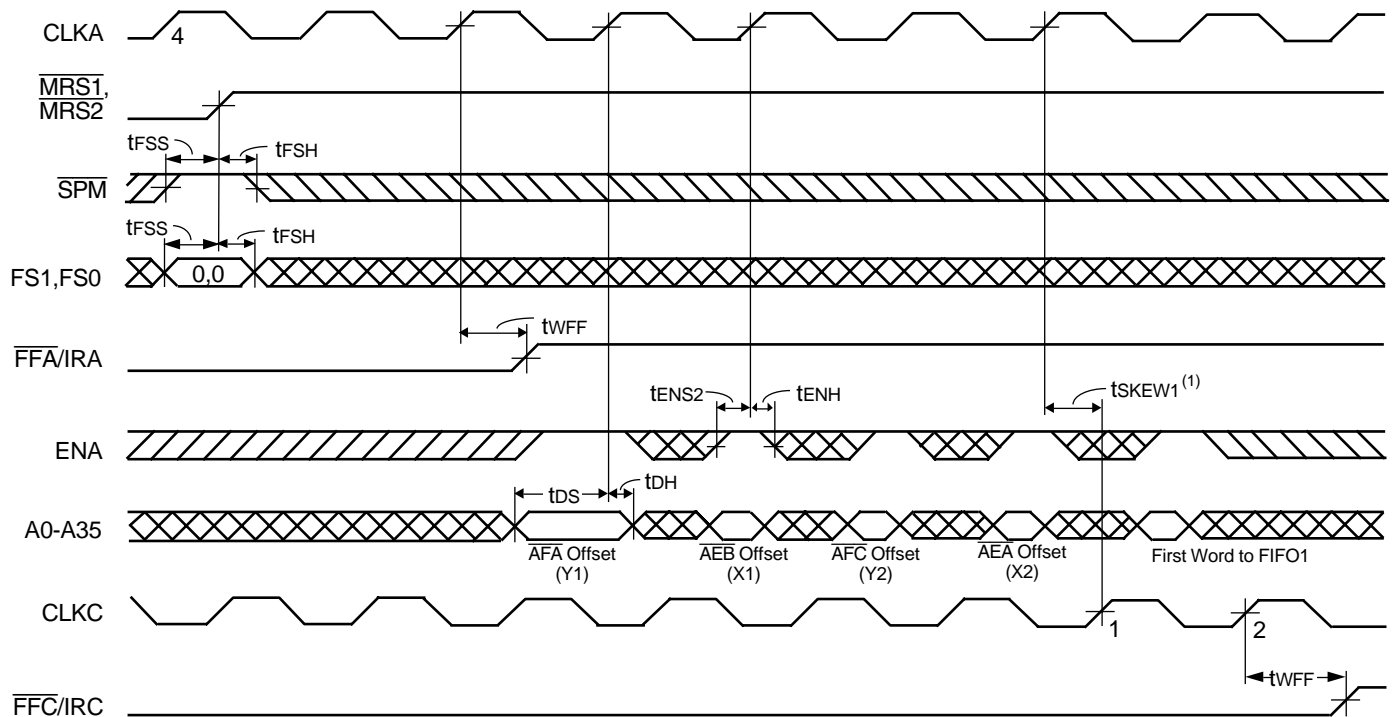 CLKA
4
MRS1,
MRS2
tFSS
tFSH
SPM
tFSS
tFSH
FS1,FS0
0,0
tWFF
FFA/IRA
tENS2
tENH
tSKEW1(1)
ENA
tDS
tDH
A0-A35
AFA Offset
(Y1)
AEB Offset
(X1)
AFC Offset
(Y2)
AEA Offset
(X2)
First Word to FIFO1
CLKC
1
2
tWFF
FFC/IRC